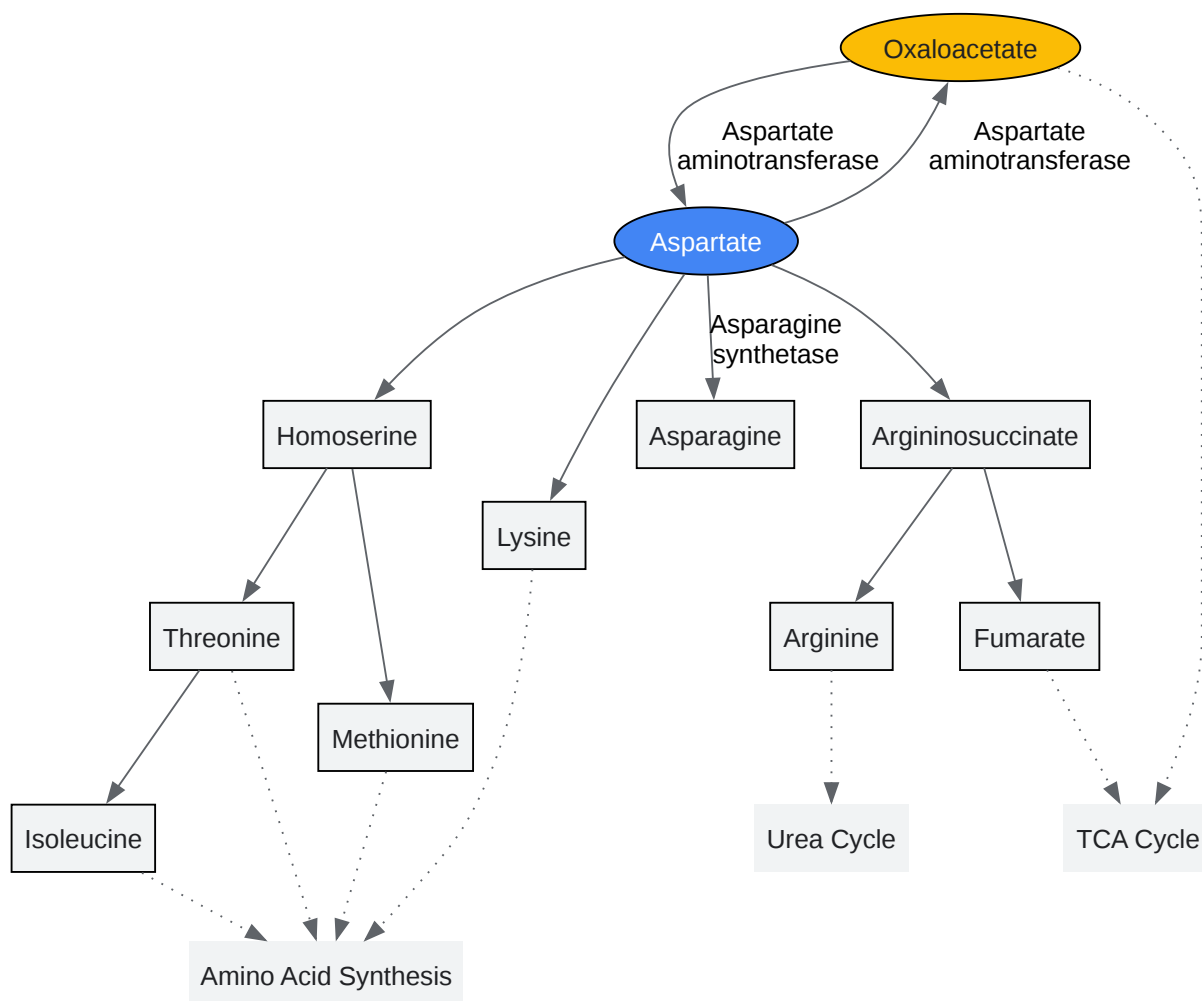 Oxaloacetate
Aspartate
aminotransferase
Aspartate
aminotransferase
Aspartate
Asparagine
synthetase
Homoserine
Asparagine
Argininosuccinate
Lysine
Threonine
Arginine
Fumarate
Methionine
Isoleucine
Urea Cycle
TCA Cycle
Amino Acid Synthesis